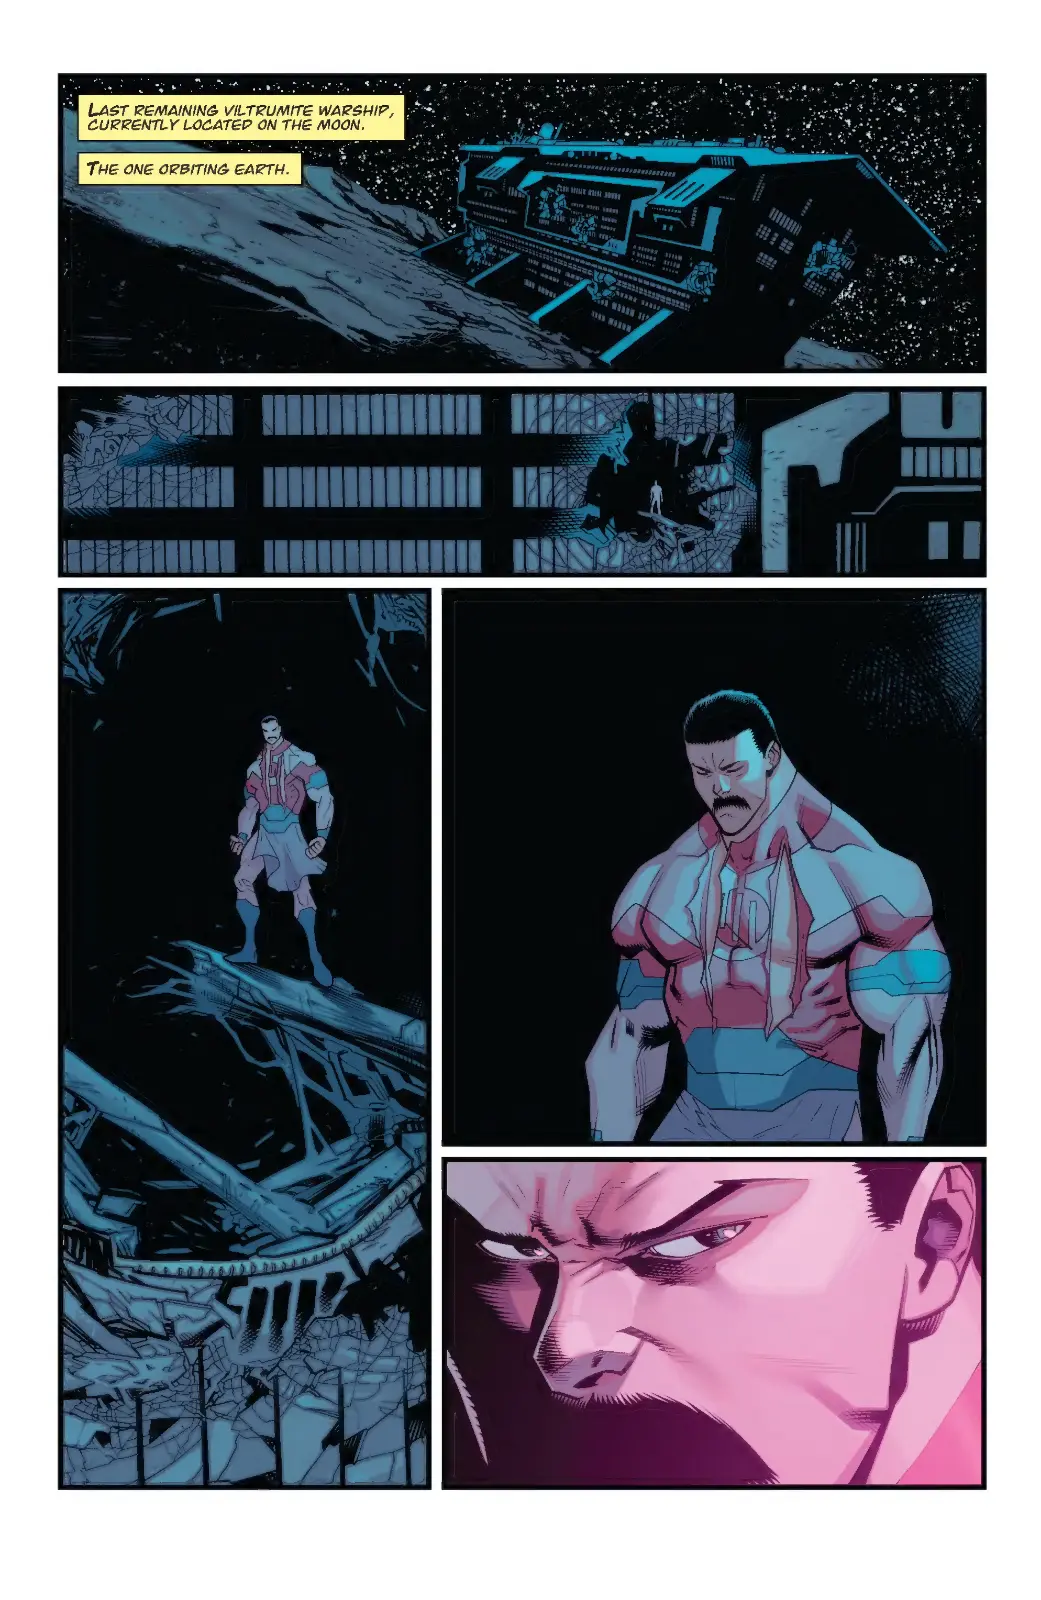 LAST REMAINING VILTRUMITE WARSHIP,
CURRENTLY LOCATED ON THE MOON.
THE ONE ORBITING EARTH.